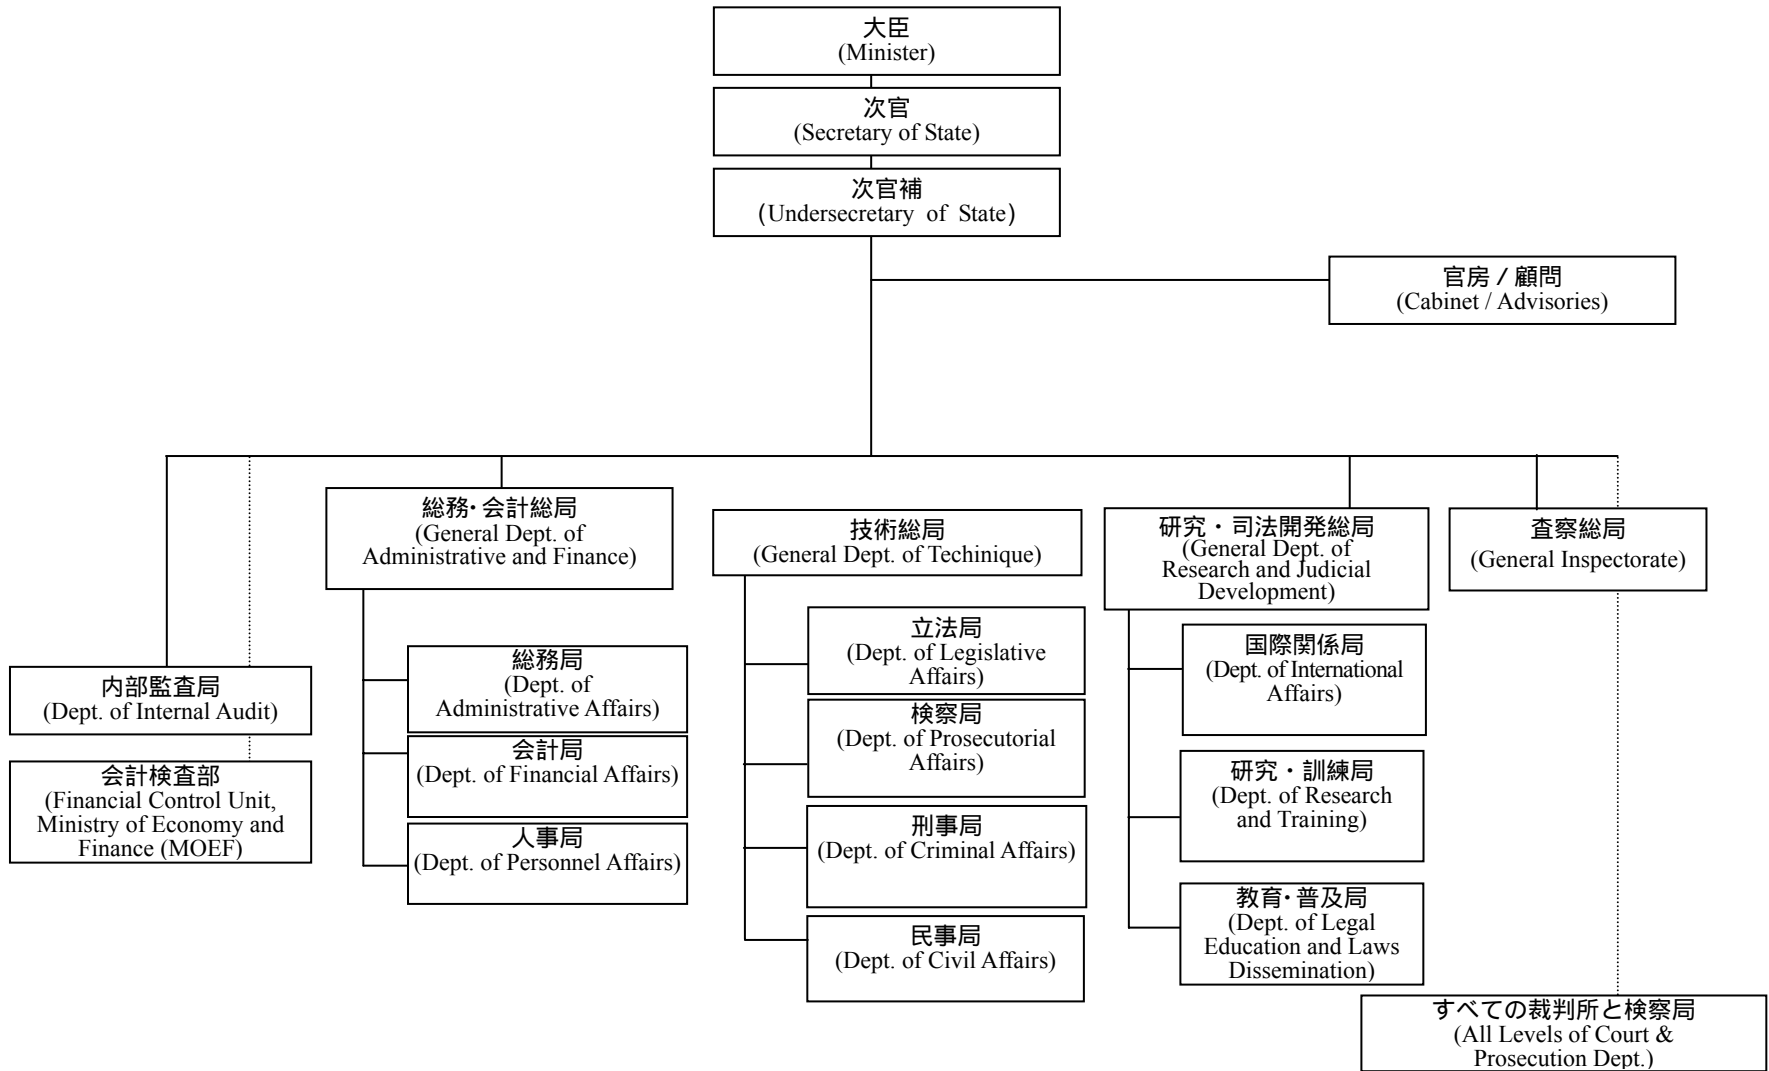 大臣
(Minister)
次官
(Secretary of State)
次官補
(Undersecretary of State)
官房 / 顧問
(Cabinet / Advisories)
総務・会計総局
(General Dept. of
Administrative and Finance)
技術総局
(General Dept. of Techinique)
研究・司法開発総局
(General Dept. of
Research and Judicial
Development)
査察総局
(General Inspectorate)
内部監査局
(Dept. of Internal Audit)
会計検査部
(Financial Control Unit,
Ministry of Economy and
Finance (MOEF)
総務局
(Dept. of
Administrative Affairs)
会計局
(Dept. of Financial Affairs)
人事局
(Dept. of Personnel Affairs)
立法局
(Dept. of Legislative
Affairs)
検察局
(Dept. of Prosecutorial
Affairs)
刑事局
(Dept. of Criminal Affairs)
民事局
(Dept. of Civil Affairs)
国際関係局
(Dept. of International
Affairs)
研究・訓練局
(Dept. of Research
and Training)
教育・普及局
(Dept. of Legal
Education and Laws
Dissemination)
すべての裁判所と検察局
(All Levels of Court &
Prosecution Dept.)